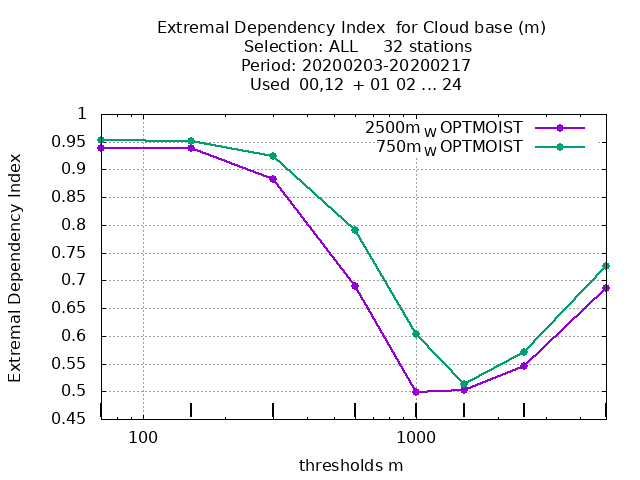 Extremal Dependency Index  for Cloud base (m)
Selection: ALL     32 stations
Period: 20200203-20200217
Used  00,12  + 01 02 ... 24
1
0.95
0.9
0.85
0.8
0.75
0.7
0.65
0.6
0.55
0.5
0.45
Extremal Dependency Index
2500m W OPTMOIST
750m W OPTMOIST
100
1000
thresholds m